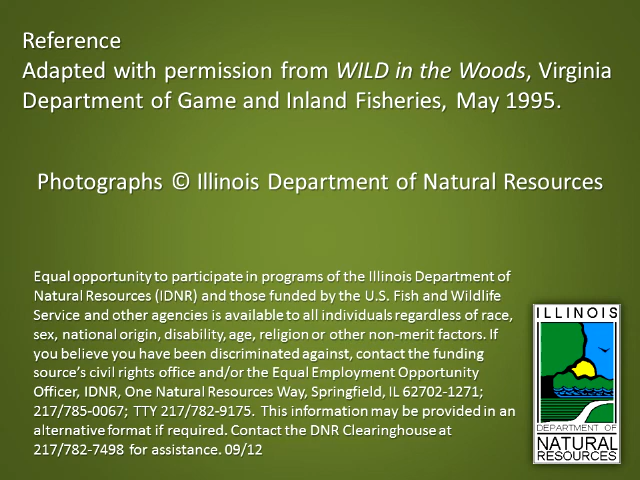 Reference
Adapted with permission from WILD in the Woods, Virginia
Department of Game and Inland Fisheries, May 1995.
Photographs © Illinois Department of Natural Resources
Equal opportunity to participate in programs of the Illinois Department of
Natural Resources (IDNR) and those funded by the U.S. Fish and Wildlife
Service and other agencies is available to all individuals regardless of race,
sex, national origin, disability, age, religion or other non-merit factors. If
you believe you have been discriminated against, contact the funding
source's civil rights office and/or the Equal Employment Opportunity
Officer, IDNR, One Natural Resources Way, Springfield, IL 62702-1271;
217/785-0067; TTY 217/782-9175. This information may be provided in an
alternative format if required. Contact the DNR Clearinghouse at
217/782-7498 for assistance. 09/12
ILLINOIS
DEPARTMENT OF
NATURAL
RESOURCES